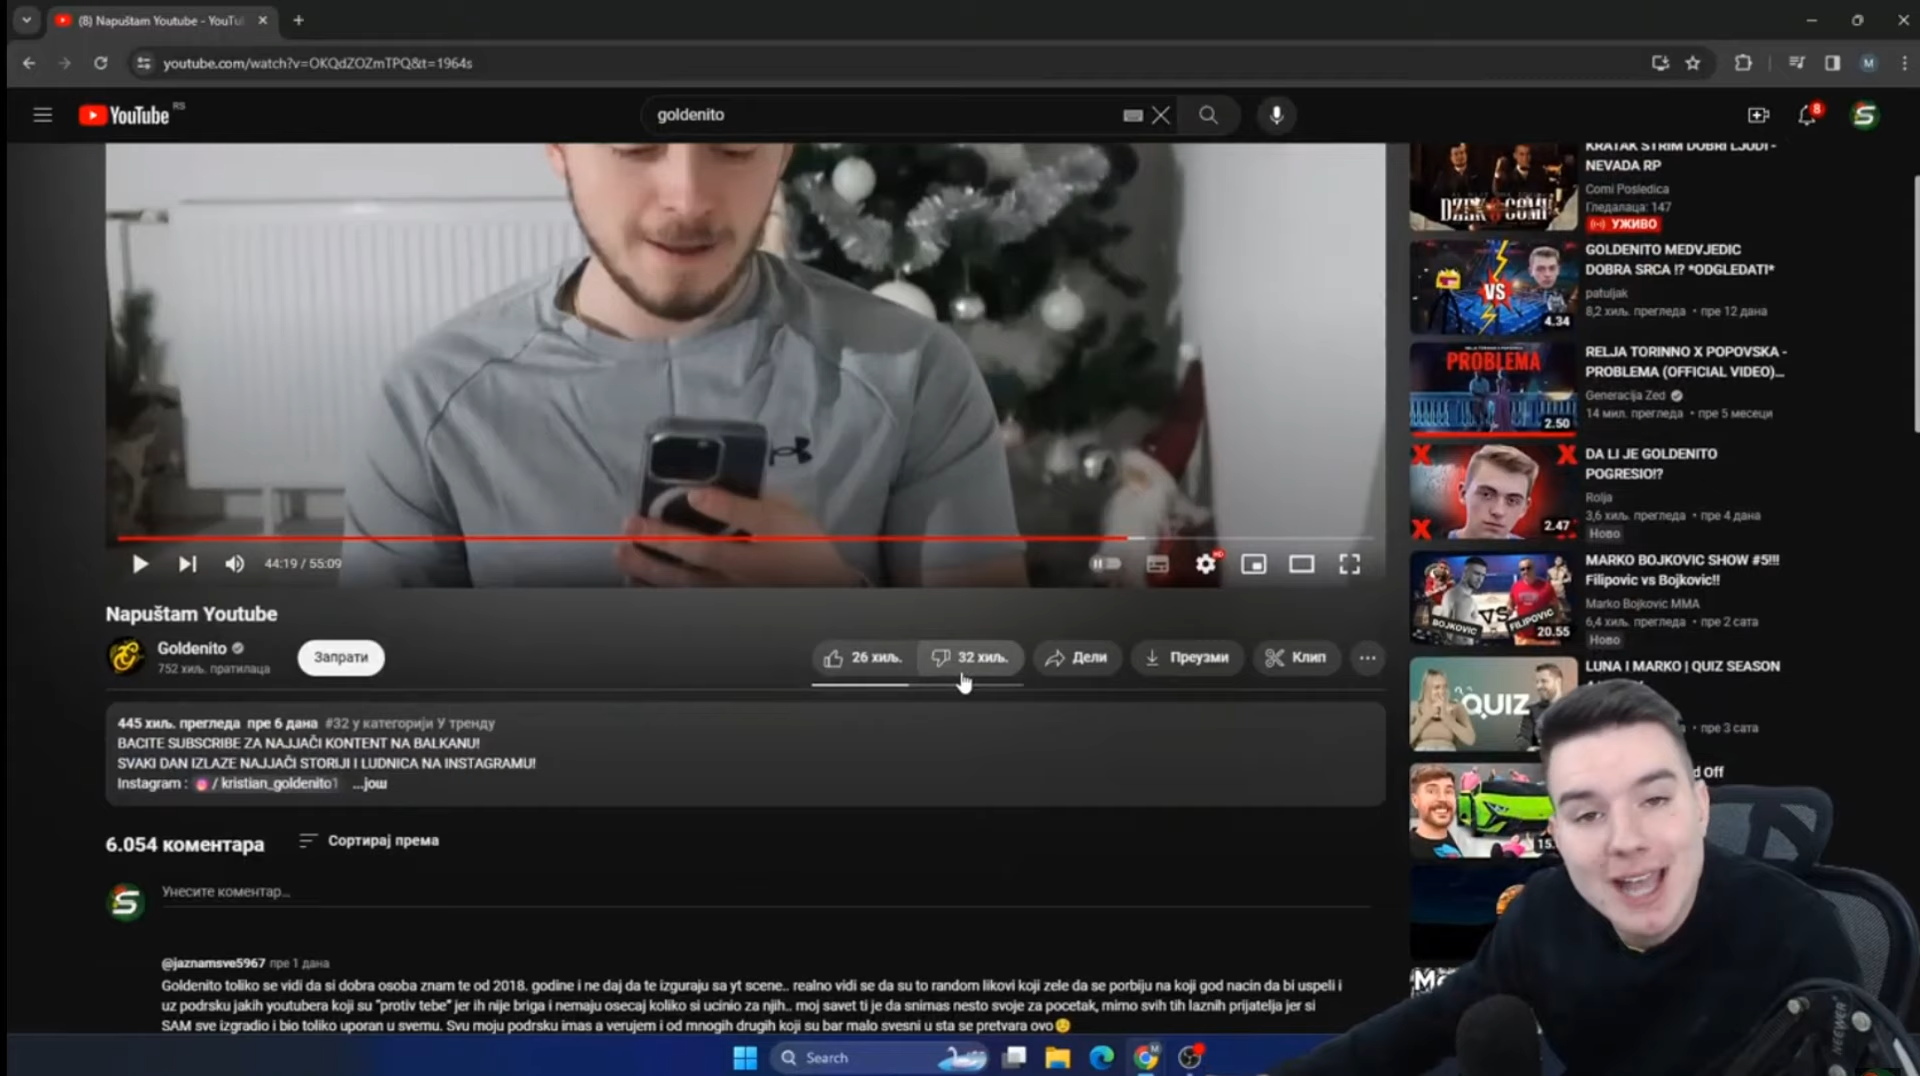 (8) Napuštam Youtube - YouTu
youtube.com/watch?v=OKQdZOZmTPQ&t=1964s
M
YouTube RS
goldenito
8
S
44:19 / 55:09
HD
Napuštam Youtube
Goldenito
752 хиљ. пратилаца
Запрати
26 хиљ.
32 хиљ.
Дели
Преузми
Клип
445 хиљ. прегледа пре 6 дана #32 у категорији У тренду
BACITE SUBSCRIBE ZA NAJJAČI KONTENT NA BALKANU!
SVAKI DAN IZLAZE NAJJAČI STORIJI I LUDNICA NA INSTAGRAMU!
Instagram : / kristian_goldenito1 ...још
6.054 коментара
Сортирај према
S
Унесите коментар...
@jaznamsve5967 пре 1 дана
Goldenito toliko se vidi da si dobra osoba znam te od 2018. godine i ne daj da te izguraju sa yt scene.. realno vidi se da su to random likovi koji zele da se porbiju na koji god nacin da bi uspeli i
uz podrsku jakih youtubera koji su "protiv tebe" jer ih nije briga i nemaju osecaj koliko si ucinio za njih.. moj savet ti je da snimas nesto svoje za pocetak, mimo svih tih laznih prijatelja jer si
SAM sve izgradio i bio toliko uporan u svemu. Svu moju podrsku imas a verujem i od mnogih drugih koji su bar malo svesni u sta se pretvara ovo
KRATAK STRIM DOBRI LJUDI -
NEVADA RP
Comi Posledica
Гледалаца: 147
УЖИВО
GOLDENITO MEDVJEDIC
DOBRA SRCA !? *ODGLEDATI*
patuljak
8,2 хиљ. прегледа • пре 12 дана
VS
4.34
RELJA TORINNO X POPOVSKA -
PROBLEMA (OFFICIAL VIDEO)...
Generacija Zed
14 мил. прегледа • пре 5 месеци
PROBLEMA
2.50
DA LI JE GOLDENITO
POGRESIO!?
Rolja
3,6 хиљ. прегледа • пре 4 дана
Ново
X X
X
2.47
MARKO BOJKOVIC SHOW #5!!!
Filipovic vs Bojkovic!!
Marko Bojkovic MMA
6,4 хиљ. прегледа • пре 2 сата
Ново
BOJKOVIC VS FILIPOVIC
20.55
LUNA I MARKO | QUIZ SEASON
QUIZ
пре 3 сата
d Off
15.
Search
NEEWER